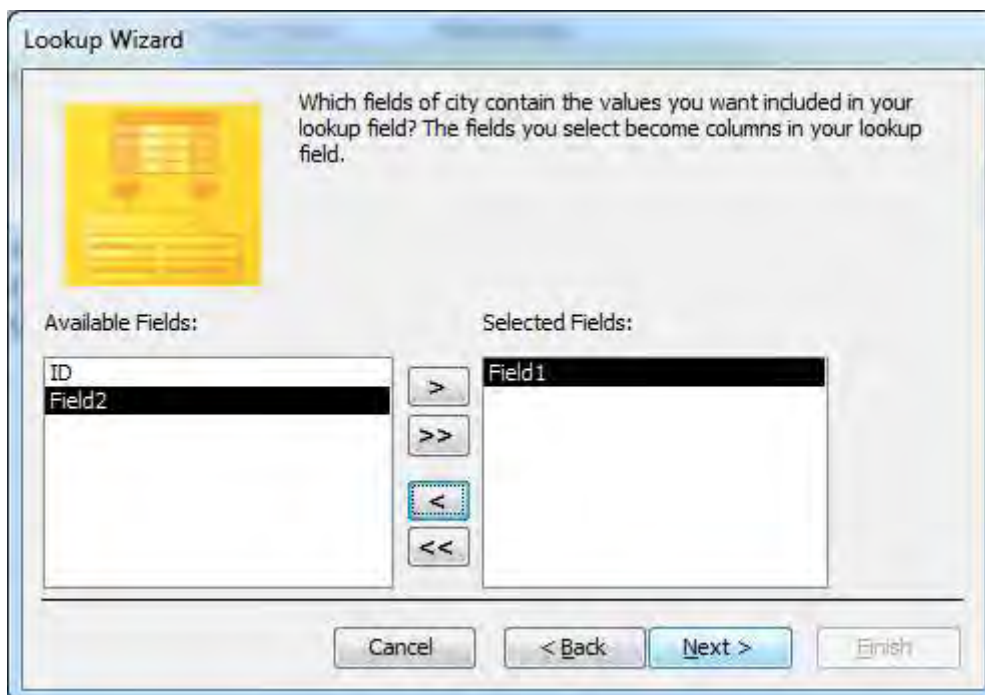 Lookup Wizard
Which fields of city contain the values you want included in your
lookup field? The fields you select become columns in your lookup
field.
Available Fields:
Selected Fields:
ID
Field2
Field1
>
>>
<
<<
Cancel
< Back
Next >
Finish